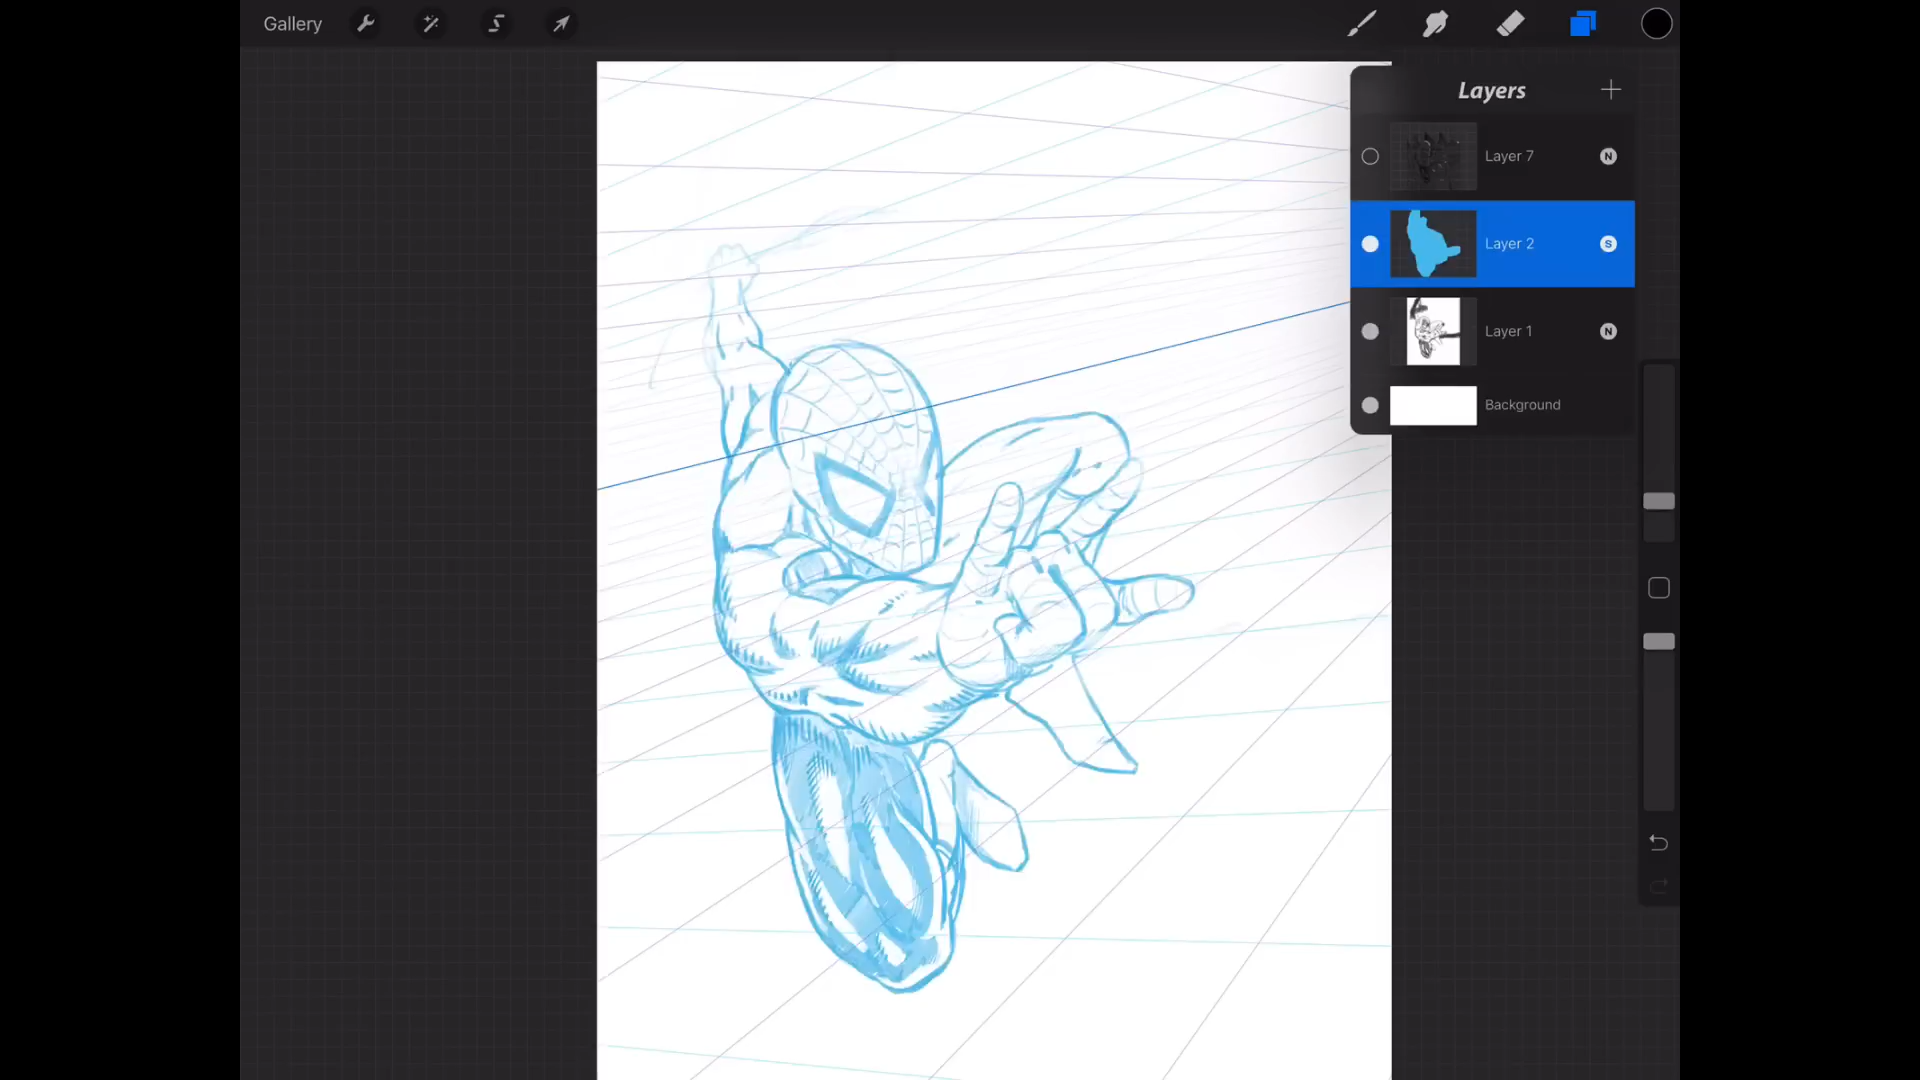 Gallery
Layers
Layer 7
N
Layer 2
S
Layer 1
N
Background